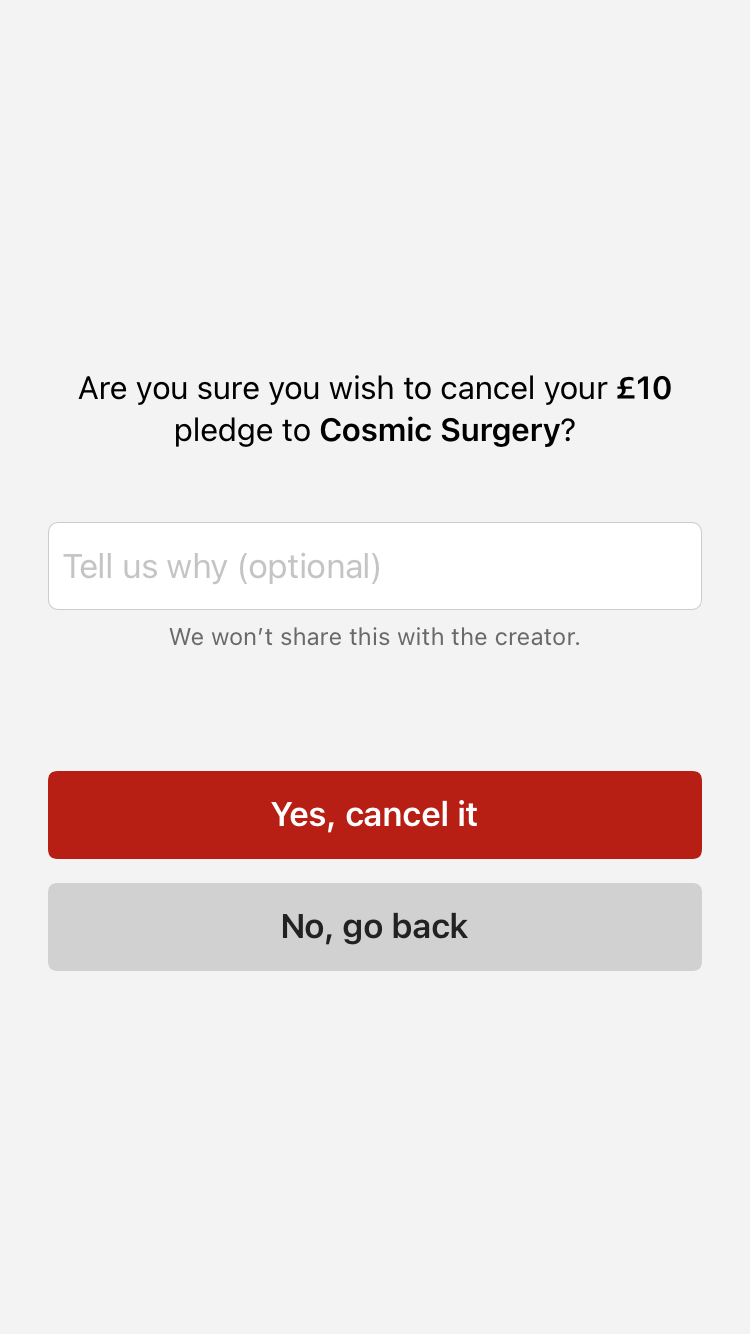 Are you sure you wish to cancel your £10
pledge to Cosmic Surgery?
Tell us why (optional)
We won’t share this with the creator.
Yes, cancel it
No, go back